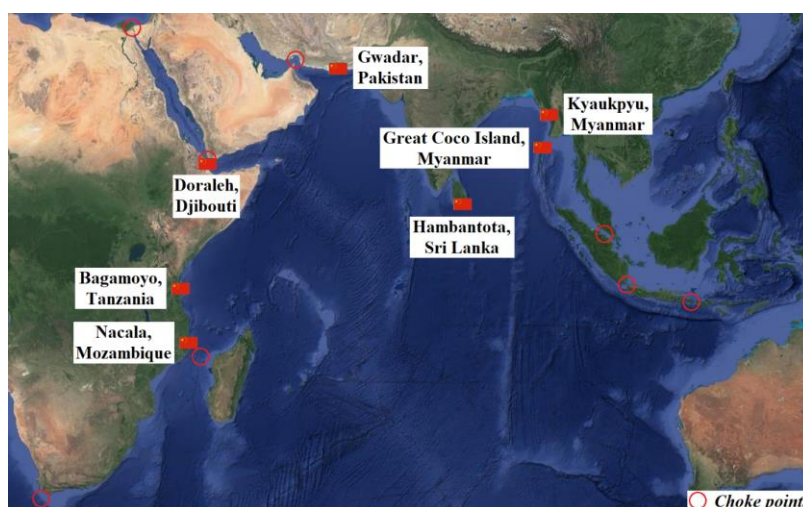 Gwadar,
Pakistan
Kyaukpyu,
Myanmar
Great Coco Island,
Myanmar
Doraleh,
Djibouti
Hambantota,
Sri Lanka
Bagamoyo,
Tanzania
Nacala,
Mozambique
Choke point